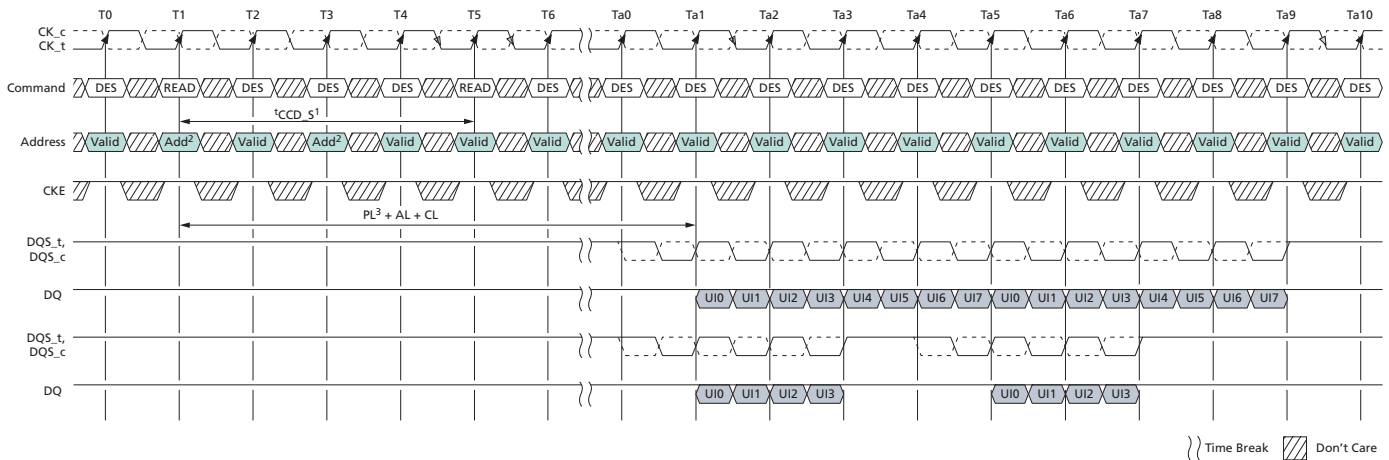 T0 T1 T2 T3 T4 T5 T6 Ta0 Ta1 Ta2 Ta3 Ta4 Ta5 Ta6 Ta7 Ta8 Ta9 Ta10
CK_c
CK_t
Command DES READ DES DES DES READ DES DES DES DES DES DES DES DES DES DES DES DES
tCCD_S1
Address Valid Add2 Valid Add2 Valid Valid Valid Valid Valid Valid Valid Valid Valid Valid Valid Valid Valid Valid
CKE
PL3 + AL + CL
DQS_t,
DQS_c
DQ UI0 UI1 UI2 UI3 UI4 UI5 UI6 UI7 UI0 UI1 UI2 UI3 UI4 UI5 UI6 UI7
DQS_t,
DQS_c
DQ UI0 UI1 UI2 UI3 UI0 UI1 UI2 UI3
Time Break Don't Care